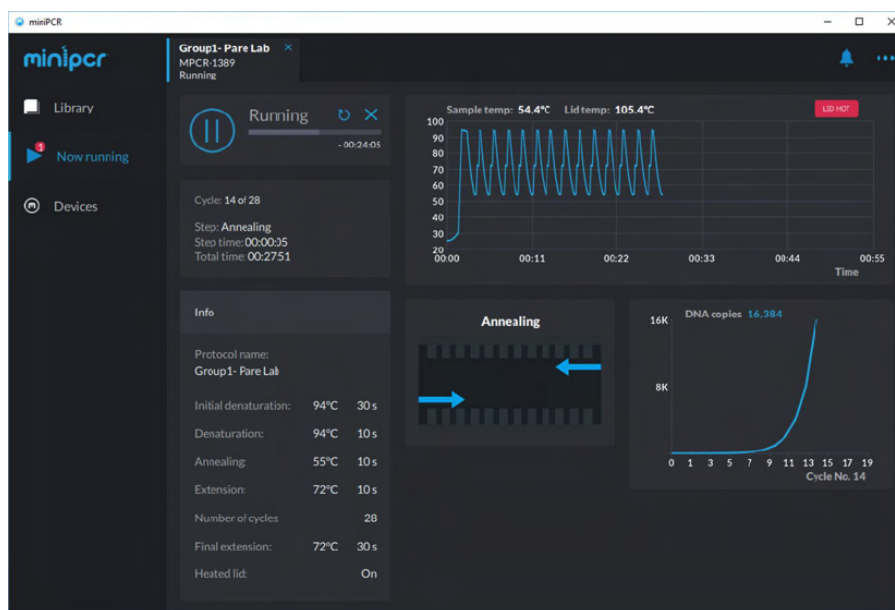 miniPCR
minipcr
Group1- Pare Lab
MPCR-1389
Running
Library
1
Now running
Devices
Running
- 00:24:05
Cycle: 14 of 28
Step: Annealing
Step time: 00:00:05
Total time: 00:27:51
Info
Protocol name:
Group1- Pare Lab
Initial denaturation: 94°C 30 s
Denaturation: 94°C 10 s
Annealing: 55°C 10 s
Extension: 72°C 10 s
Number of cycles 28
Final extension: 72°C 30 s
Heated lid: On
Sample temp: 54.4°C Lid temp: 105.4°C
LID HOT
100
90
80
70
60
50
40
30
20
00:00 00:11 00:22 00:33 00:44 00:55
Time
Annealing
DNA copies 16,384
16K
8K
0 1 3 5 7 9 11 13 15 17 19
Cycle No. 14